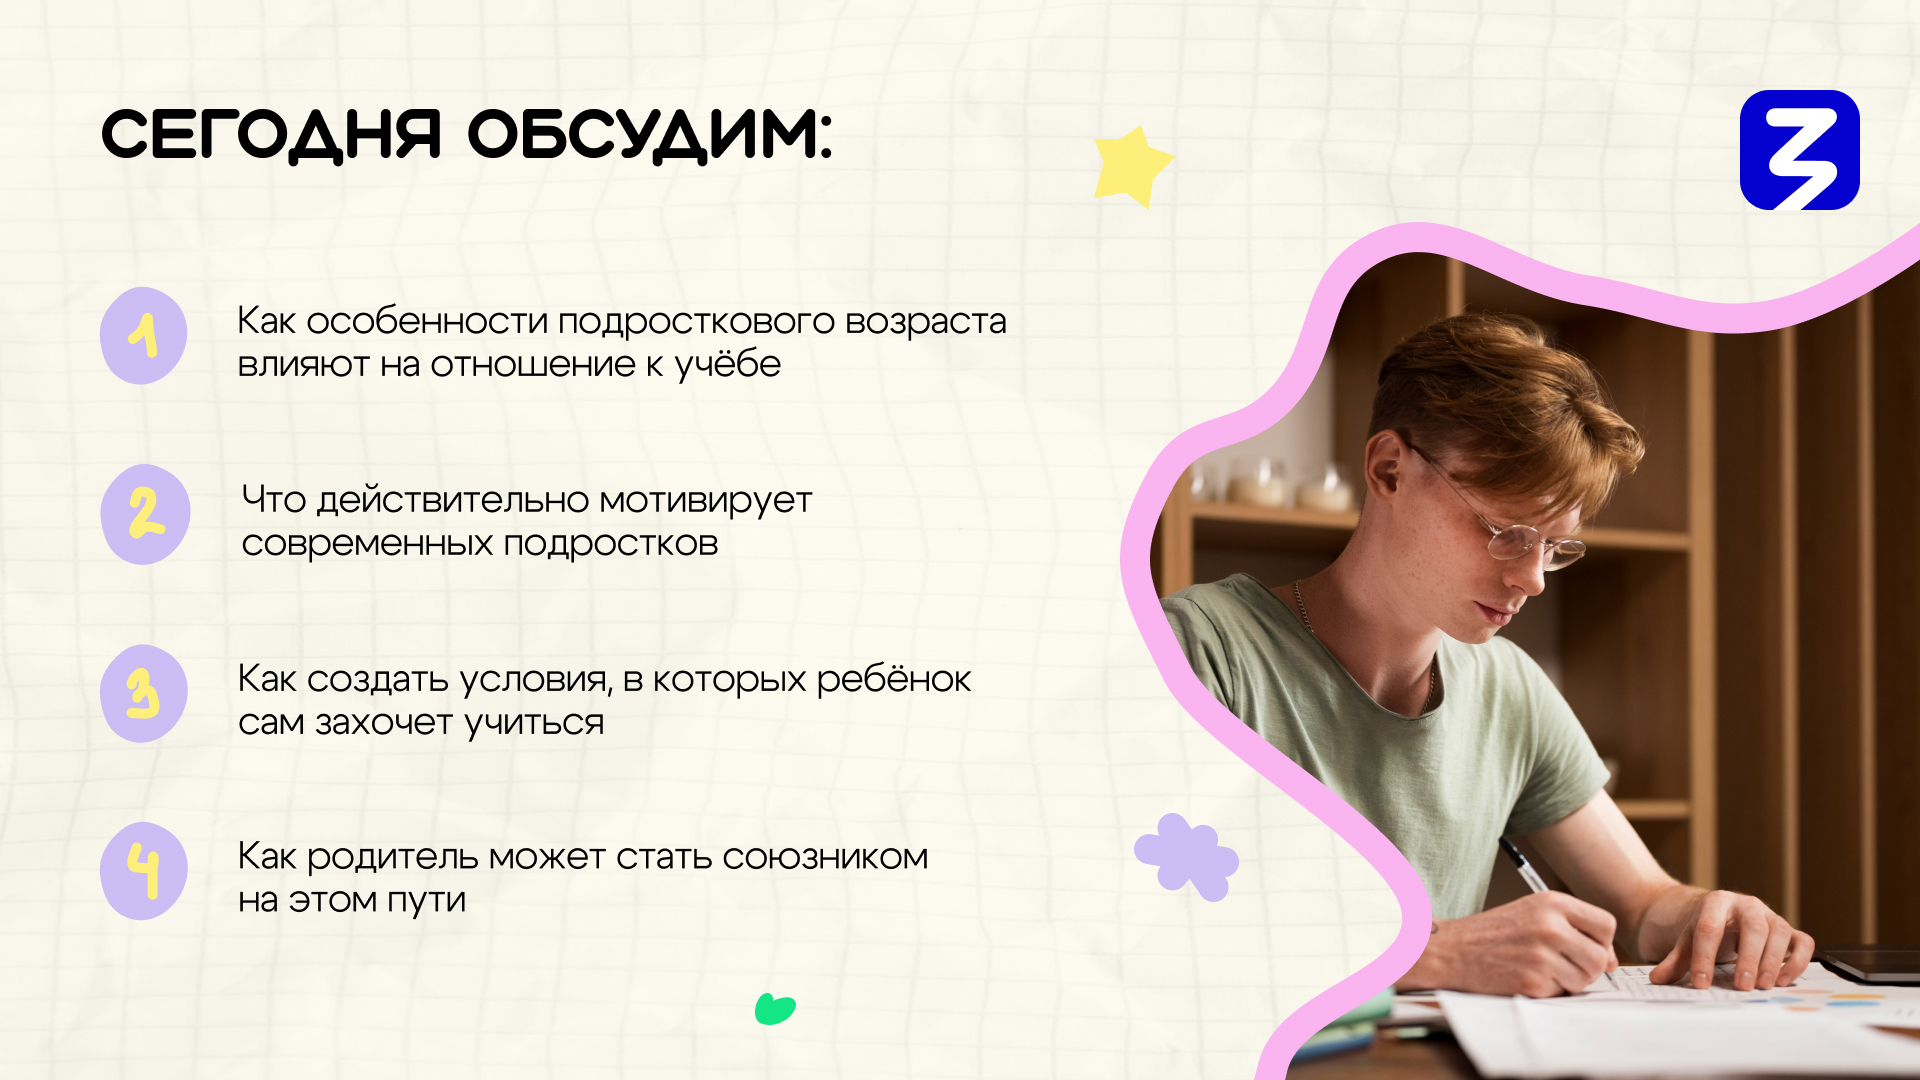 СЕГОДНЯ ОБСУДИМ:
1
Как особенности подросткового возраста
влияют на отношение к учёбе
2
Что действительно мотивирует
современных подростков
3
Как создать условия, в которых ребёнок
сам захочет учиться
4
Как родитель может стать союзником
на этом пути